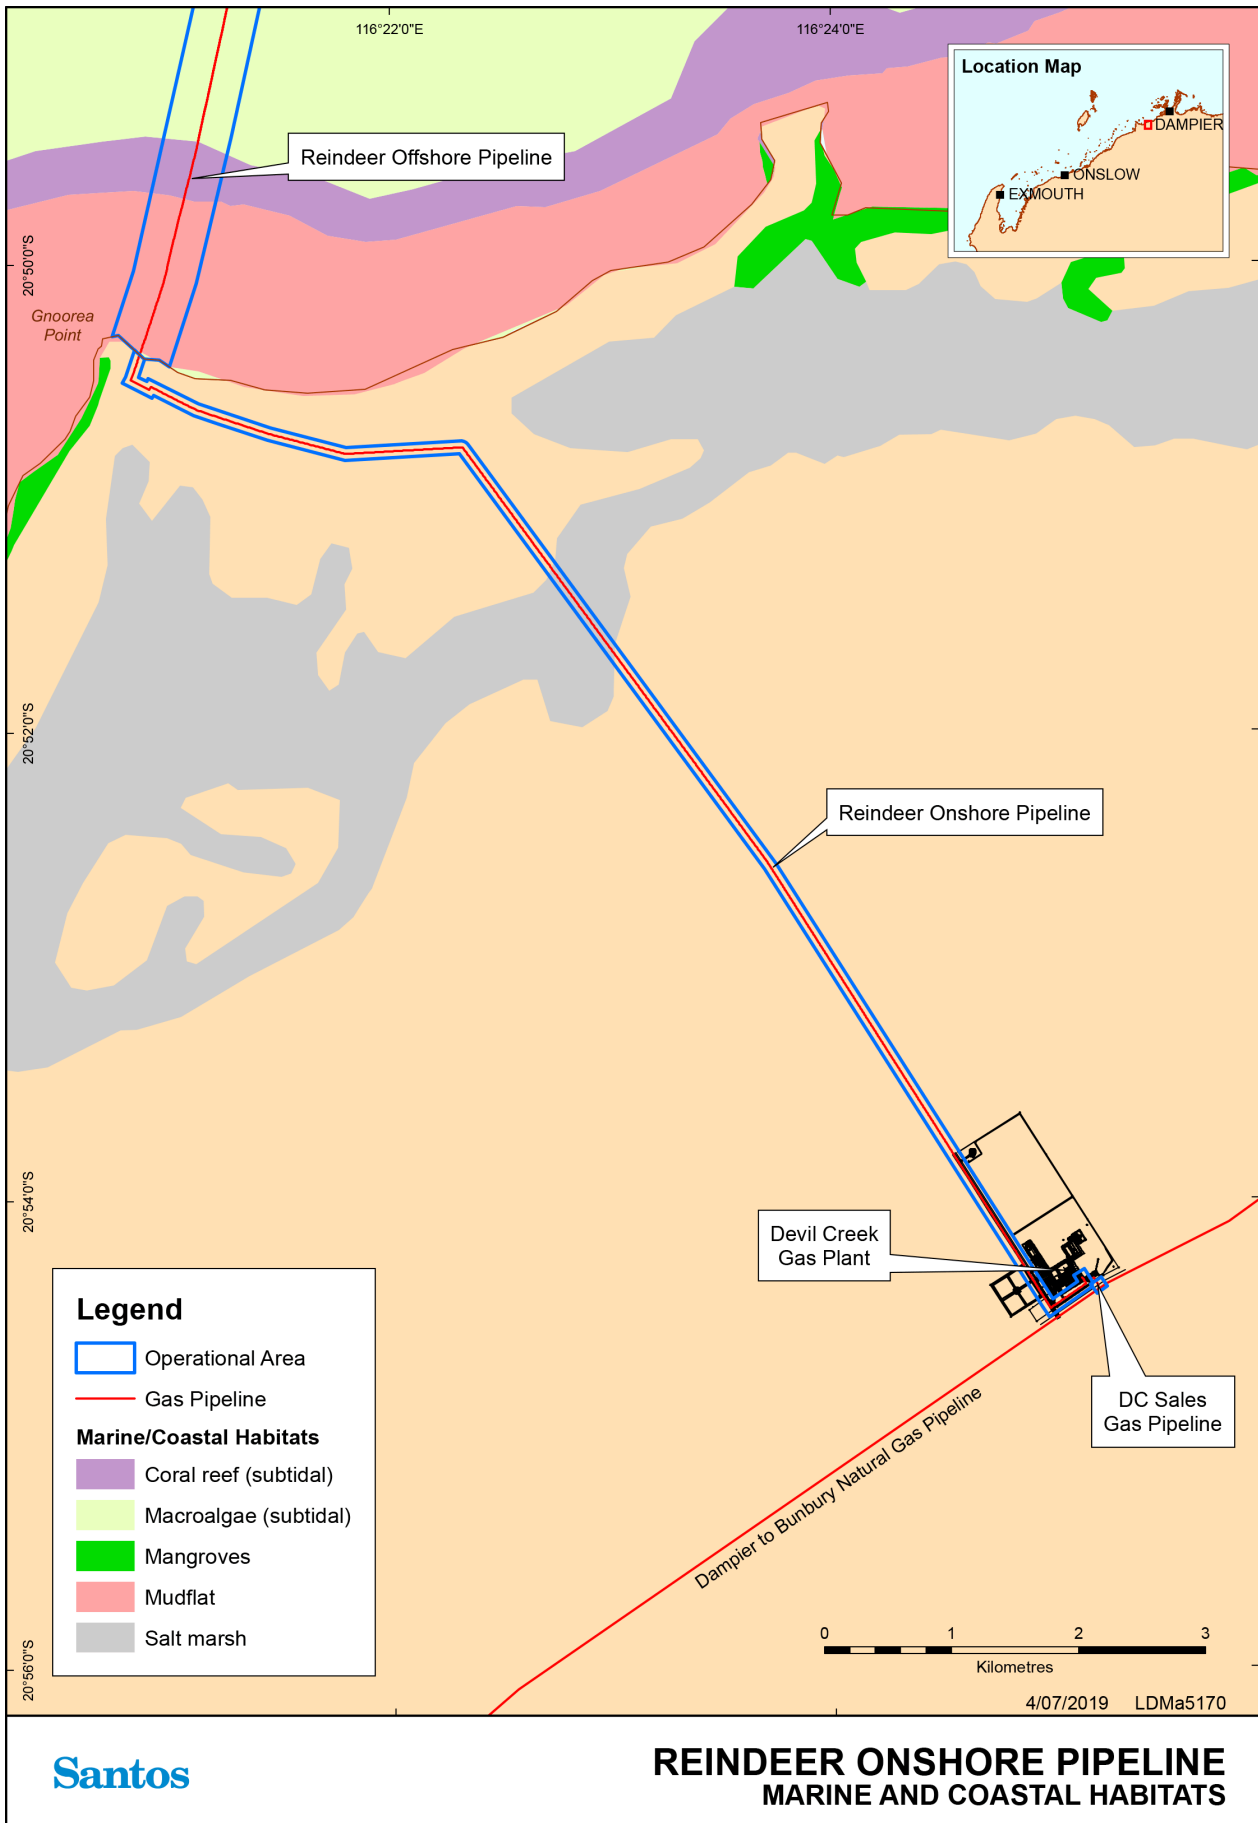 116°22'0"E
116°24'0"E
Location Map
DAMPIER
ONSLOW
EXMOUTH
Reindeer Offshore Pipeline
20°50'0"S
Gnoorea
Point
20°52'0"S
Reindeer Onshore Pipeline
20°54'0"S
Devil Creek
Gas Plant
DC Sales
Gas Pipeline
Dampier to Bunbury Natural Gas Pipeline
Legend
Operational Area
Gas Pipeline
Marine/Coastal Habitats
Coral reef (subtidal)
Macroalgae (subtidal)
Mangroves
Mudflat
Salt marsh
20°56'0"S
0 1 2 3
Kilometres
4/07/2019 LDMa5170
Santos
REINDEER ONSHORE PIPELINE
MARINE AND COASTAL HABITATS